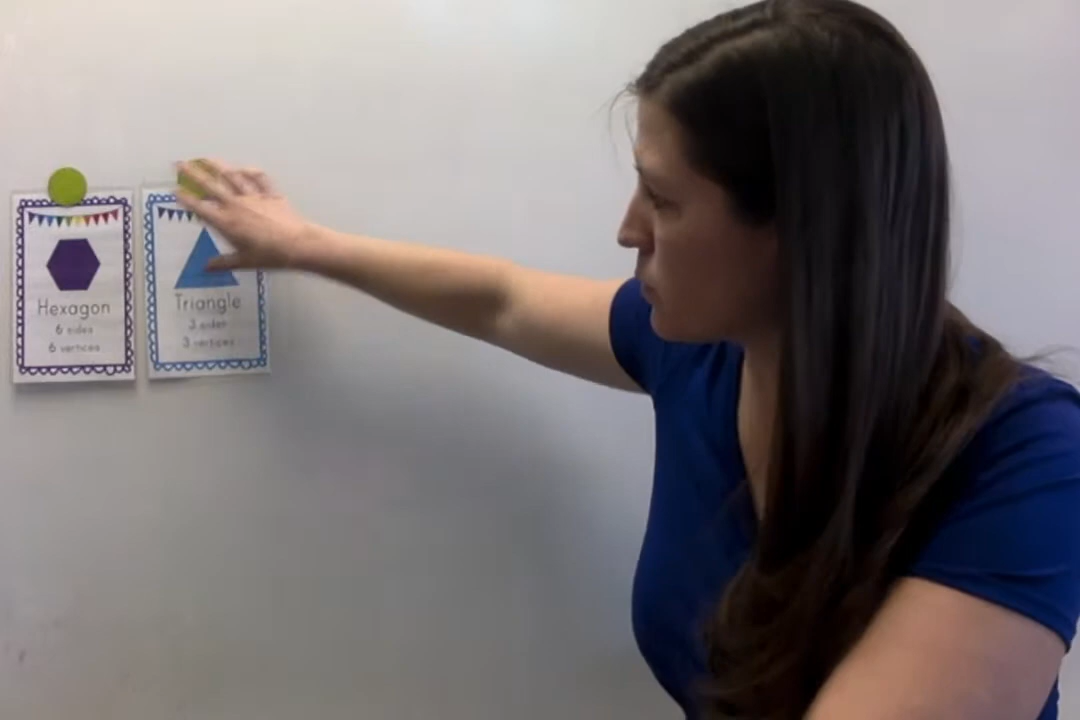 Hexagon
6 sides
6 vertices
Triangle
3 sides
3 vertices